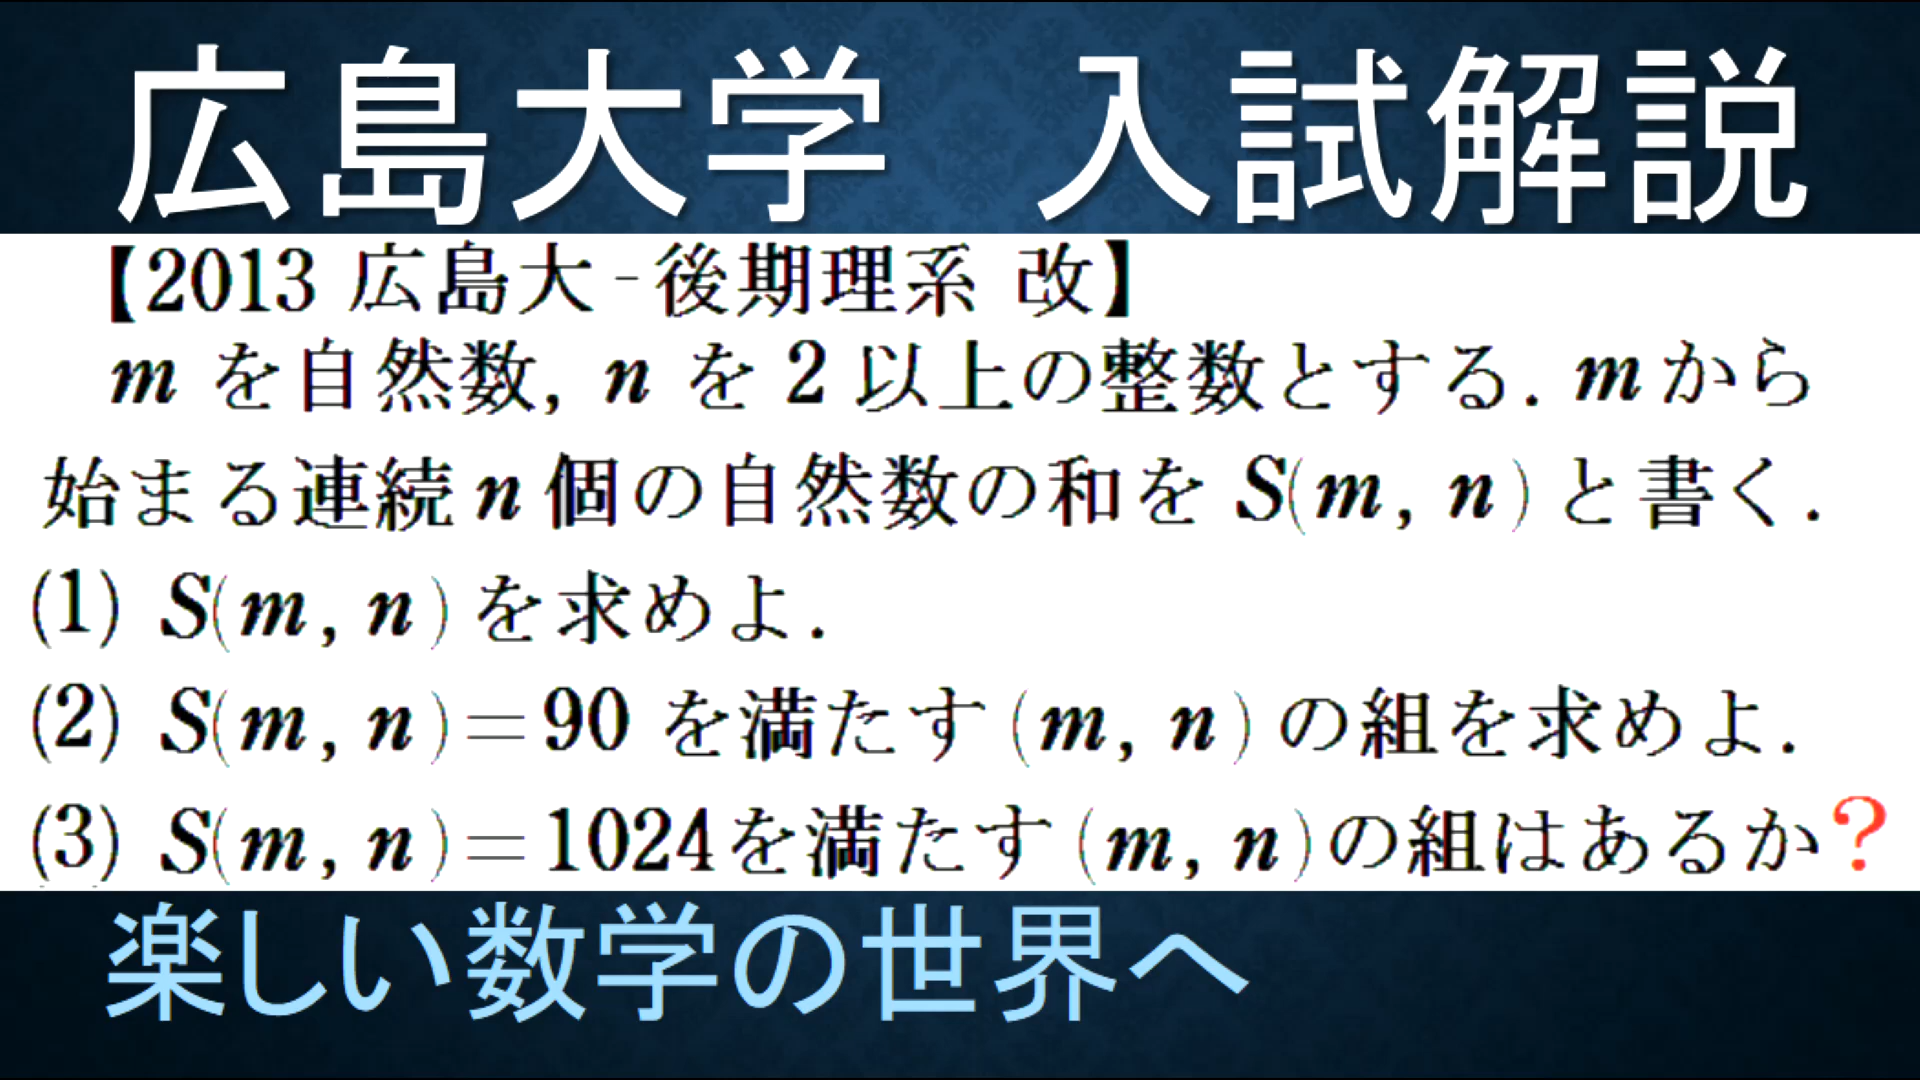 広島大学 入試解説
【2013 広島大-後期理系 改】
m を自然数, n を 2 以上の整数とする. m から
始まる連続 n 個の自然数の和を S(m, n) と書く.
(1) S(m, n) を求めよ.
(2) S(m, n)=90 を満たす (m, n) の組を求めよ.
(3) S(m, n)=1024を満たす (m, n) の組はあるか?
楽しい数学の世界へ